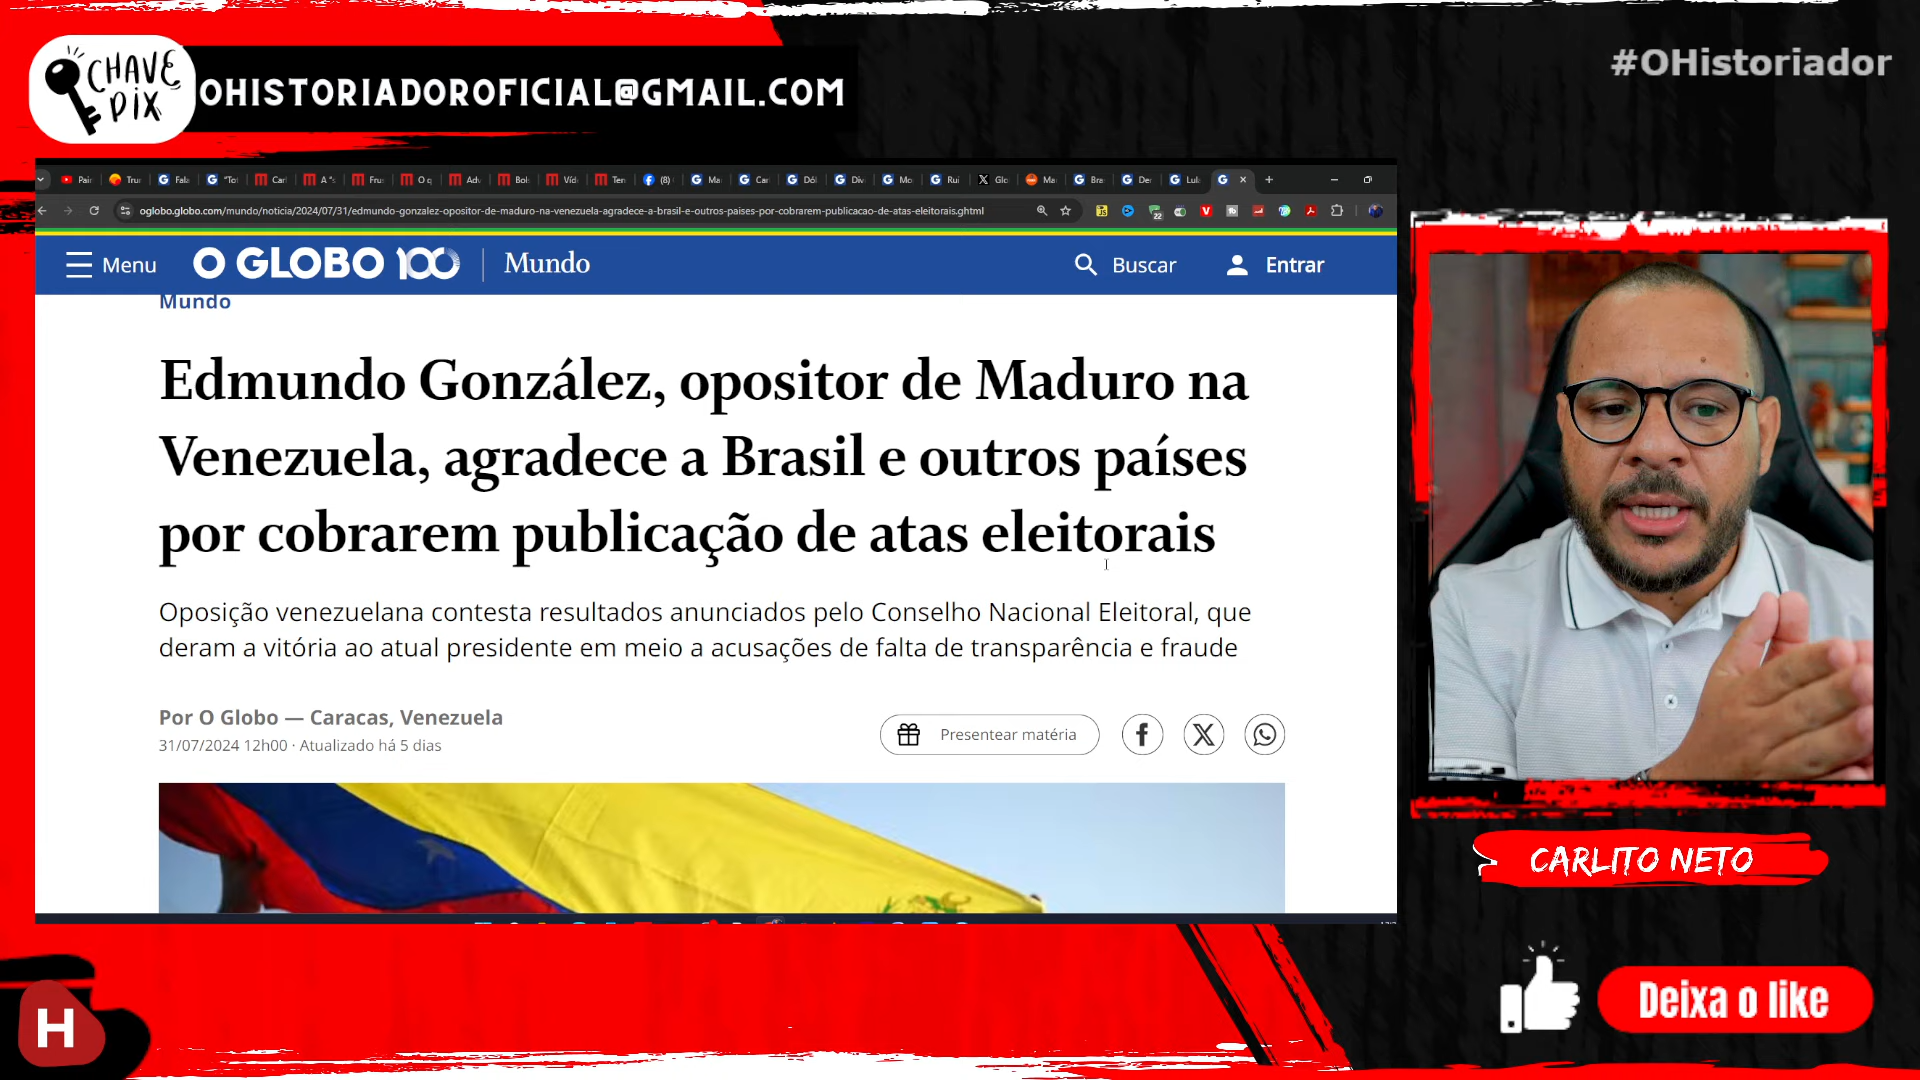 CHAVE
PIX
OHISTORIADOROFICIAL@GMAIL.COM
#OHistoriador
oglobo.globo.com/mundo/noticia/2024/07/31/edmundo-gonzalez-opositor-de-maduro-na-venezuela-agradece-a-brasil-e-outros-paises-por-cobrarem-publicacao-de-atas-eleitorais.ghtml
Menu
O GLOBO 100
Mundo
Buscar
Entrar
Mundo
Edmundo González, opositor de Maduro na
Venezuela, agradece a Brasil e outros países
por cobrarem publicação de atas eleitorais
Oposição venezuelana contesta resultados anunciados pelo Conselho Nacional Eleitoral, que
deram a vitória ao atual presidente em meio a acusações de falta de transparência e fraude
Por O Globo — Caracas, Venezuela
31/07/2024 12h00 · Atualizado há 5 dias
Presentear matéria
CARLITO NETO
Deixa o like
H